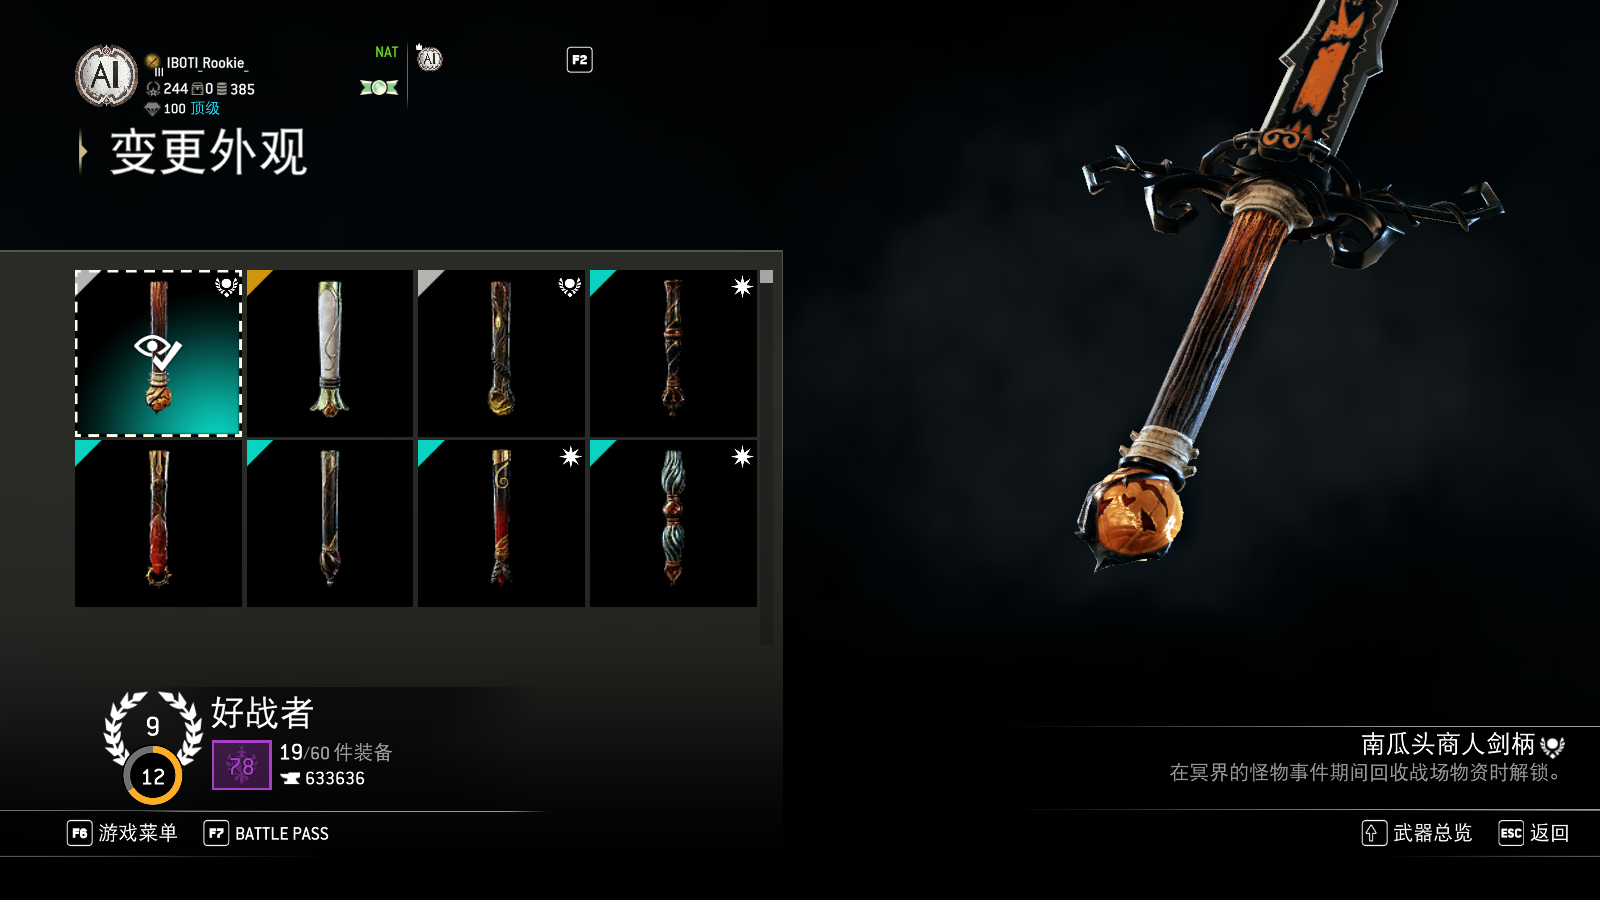 AI
IBOTI_Rookie_
III
244 0 385
100 顶级
NAT
AI
F2
变更外观
9
12
好战者
78
19/60 件装备
633636
南瓜头商人剑柄
在冥界的怪物事件期间回收战场物资时解锁。
F6 游戏菜单
F7 BATTLE PASS
武器总览
ESC 返回